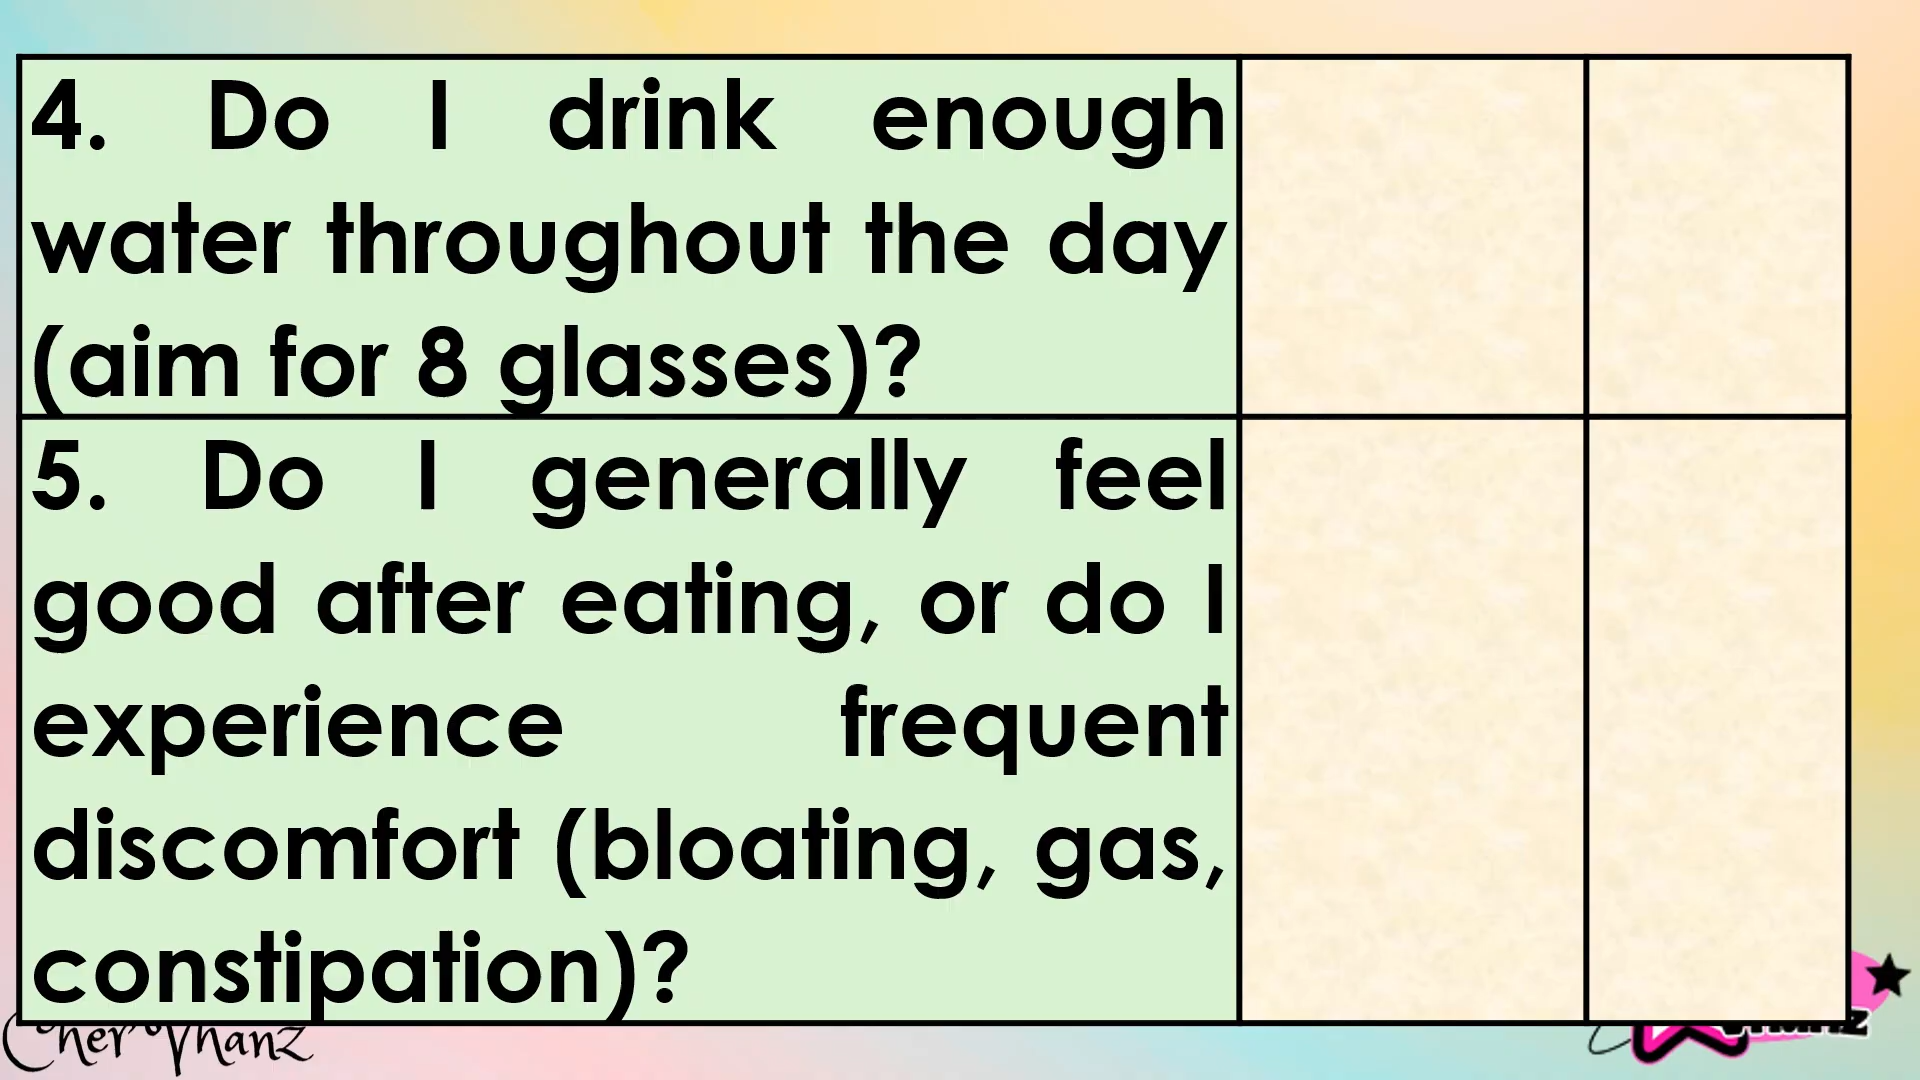 4. Do I drink enough
water throughout the day
(aim for 8 glasses)?
5. Do I generally feel
good after eating, or do I
experience frequent
discomfort (bloating, gas,
constipation)?
Cher Vhanz